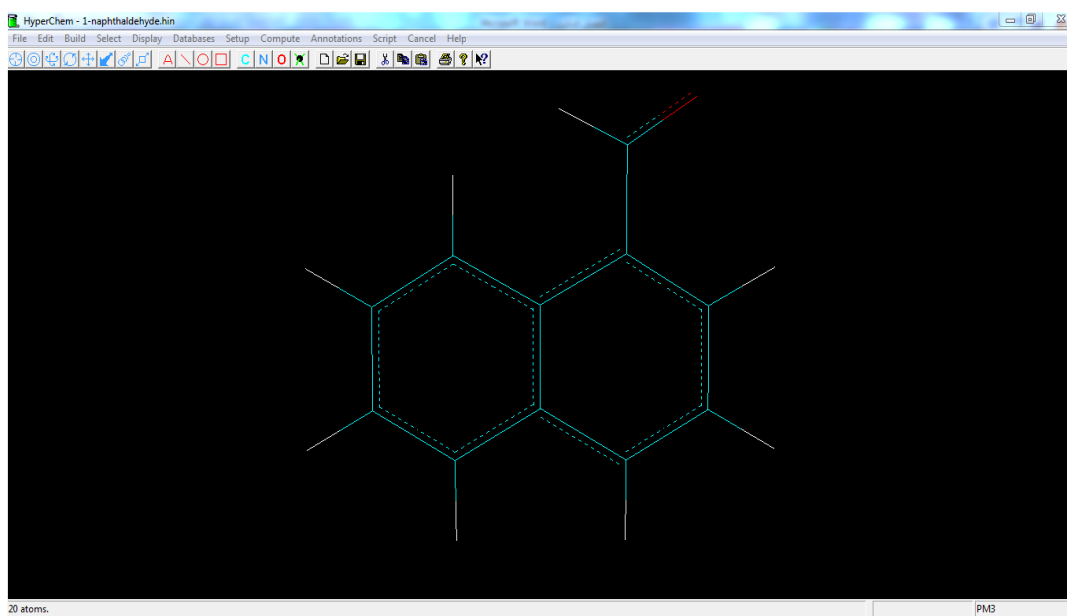 HyperChem - 1-naphthaldehyde.hin
File Edit Build Select Display Databases Setup Compute Annotations Script Cancel Help
A C N O
20 atoms. PM3